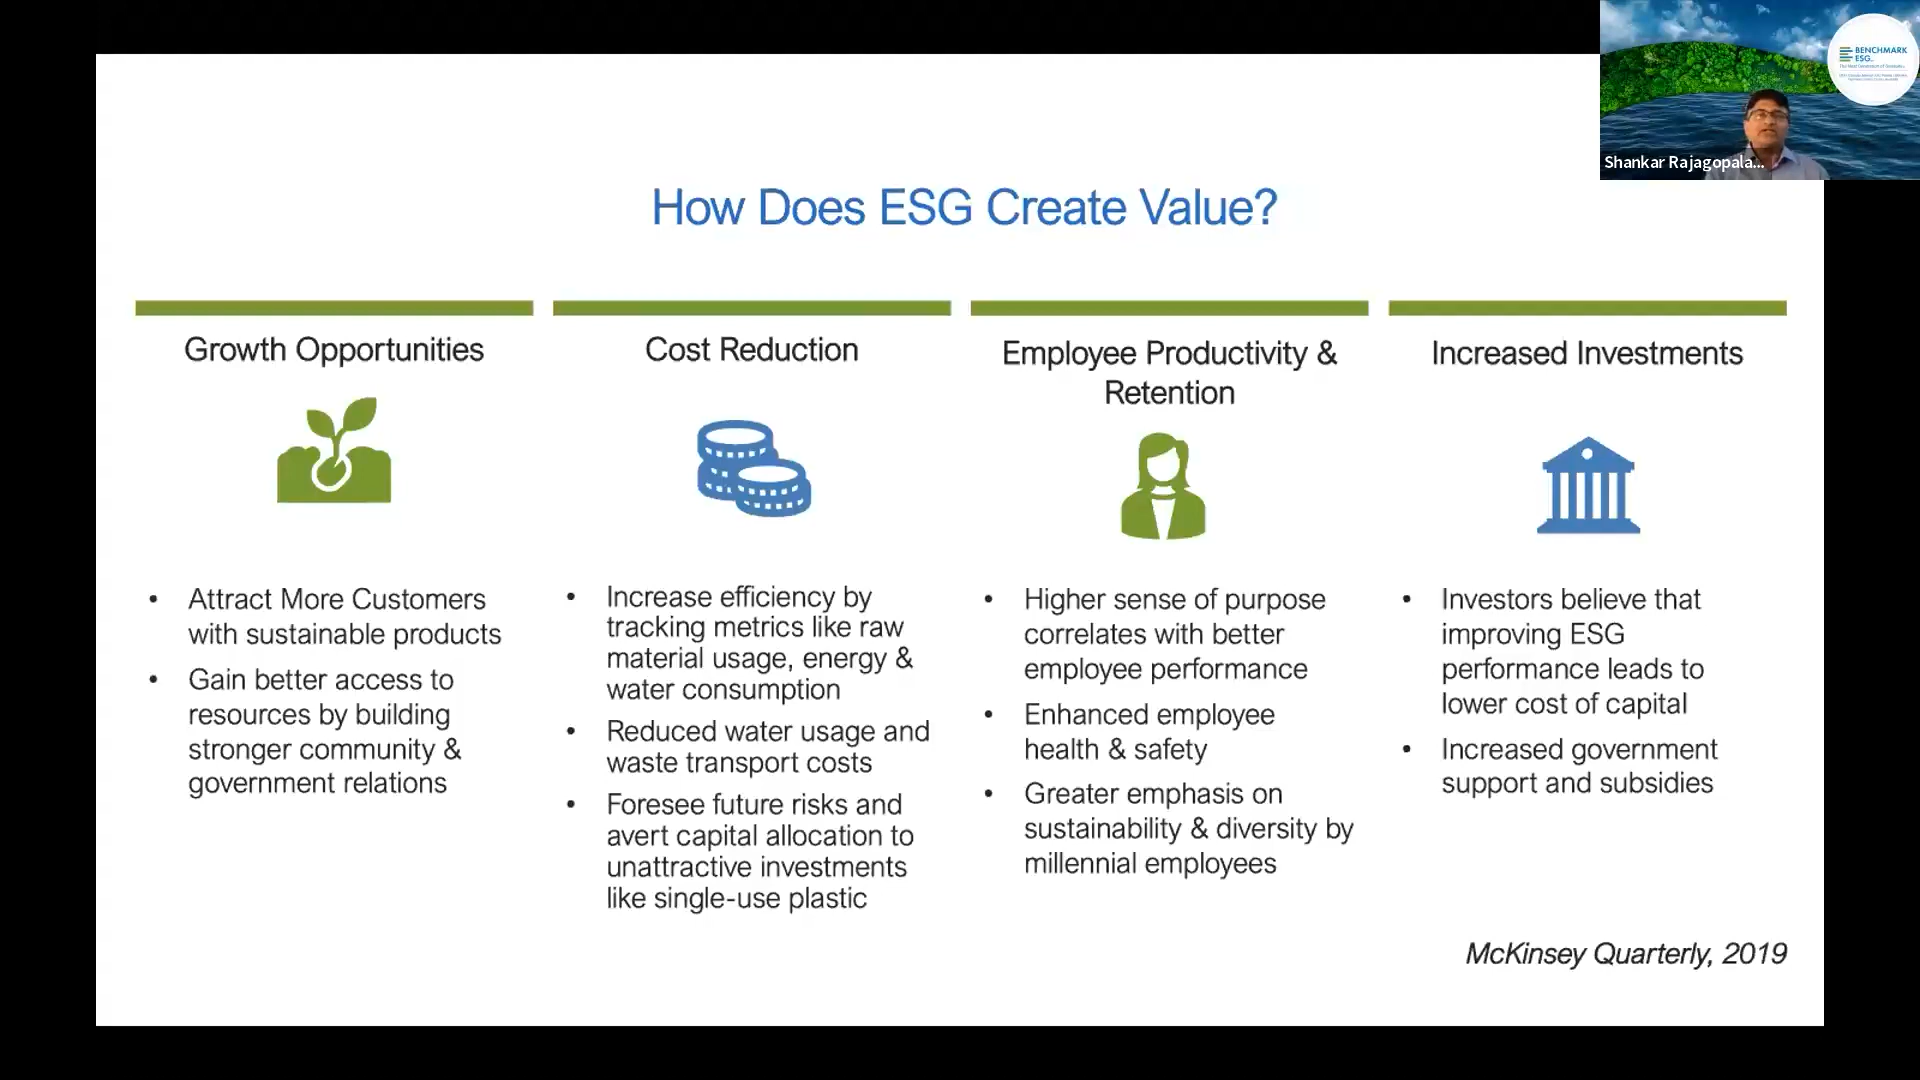 BENCHMARK
ESG
Shankar Rajagopala...
How Does ESG Create Value?
Growth Opportunities
• Attract More Customers
with sustainable products
• Gain better access to
resources by building
stronger community &
government relations
Cost Reduction
• Increase efficiency by
tracking metrics like raw
material usage, energy &
water consumption
• Reduced water usage and
waste transport costs
• Foresee future risks and
avert capital allocation to
unattractive investments
like single-use plastic
Employee Productivity &
Retention
• Higher sense of purpose
correlates with better
employee performance
• Enhanced employee
health & safety
• Greater emphasis on
sustainability & diversity by
millennial employees
Increased Investments
• Investors believe that
improving ESG
performance leads to
lower cost of capital
• Increased government
support and subsidies
McKinsey Quarterly, 2019